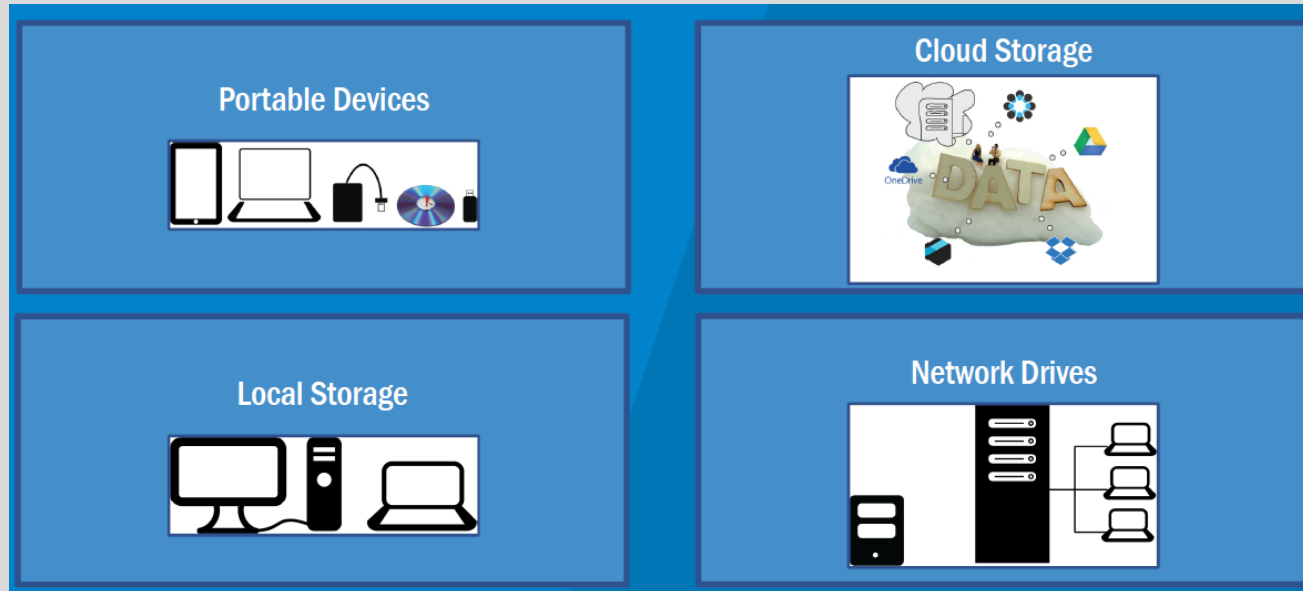 Portable Devices
Cloud Storage
OneDrive
DATA
Local Storage
Network Drives